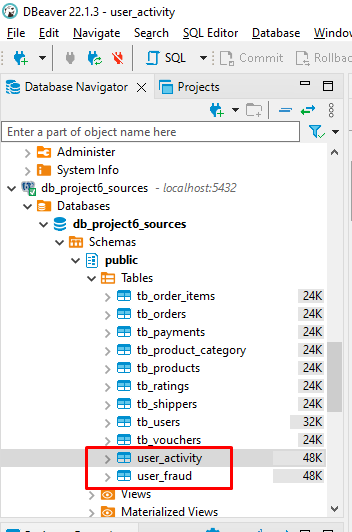 DBeaver 22.1.3 - user_activity
File Edit Navigate Search SQL Editor Database Window
SQL Commit Rollback
Database Navigator Projects
Enter a part of object name here
Administer
System Info
db_project6_sources - localhost:5432
Databases
db_project6_sources
Schemas
public
Tables
tb_order_items 24K
tb_orders 24K
tb_payments 24K
tb_product_category 24K
tb_products 24K
tb_ratings 24K
tb_shippers 24K
tb_users 32K
tb_vouchers 24K
user_activity 48K
user_fraud 48K
Views
Materialized Views